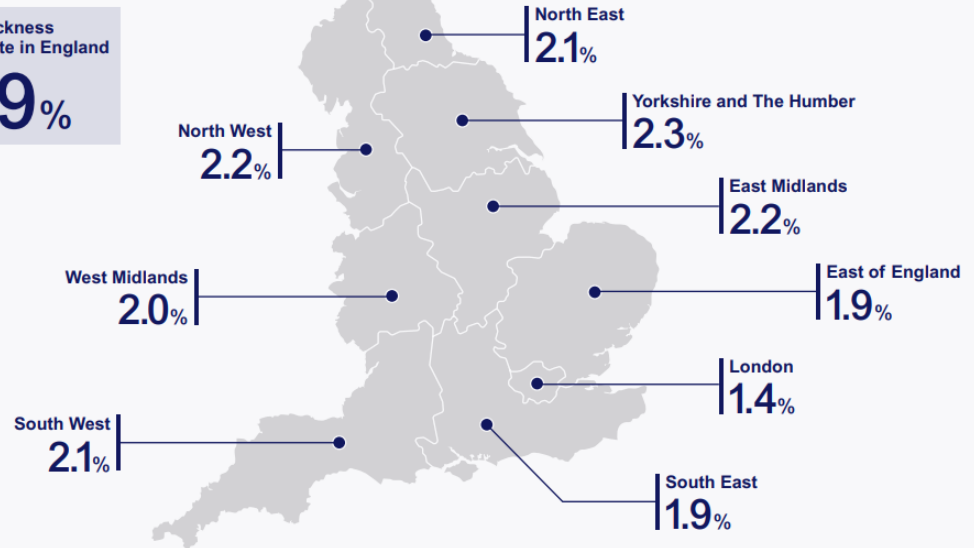 North East
2.1%
te in England
9%
Yorkshire and The Humber
2.3%
North West
2.2%
East Midlands
2.2%
East of England
1.9%
West Midlands
2.0%
London
1.4%
South West
2.1%
South East
1.9%